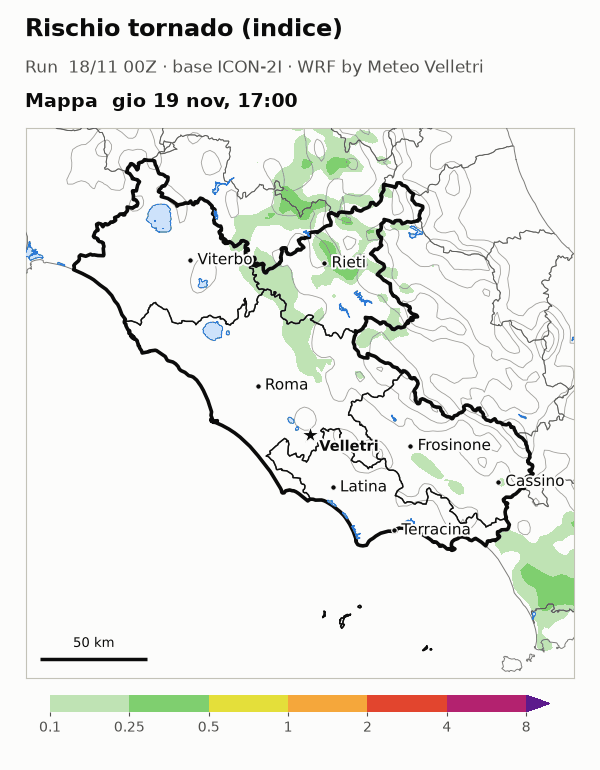 Rischio tornado (indice)
Run 18/11 00Z · base ICON-2I · WRF by Meteo Velletri
Mappa gio 19 nov, 17:00
Viterbo
Rieti
Roma
Velletri
Frosinone
Cassino
Latina
Terracina
50 km
0.1 0.25 0.5 1 2 4 8